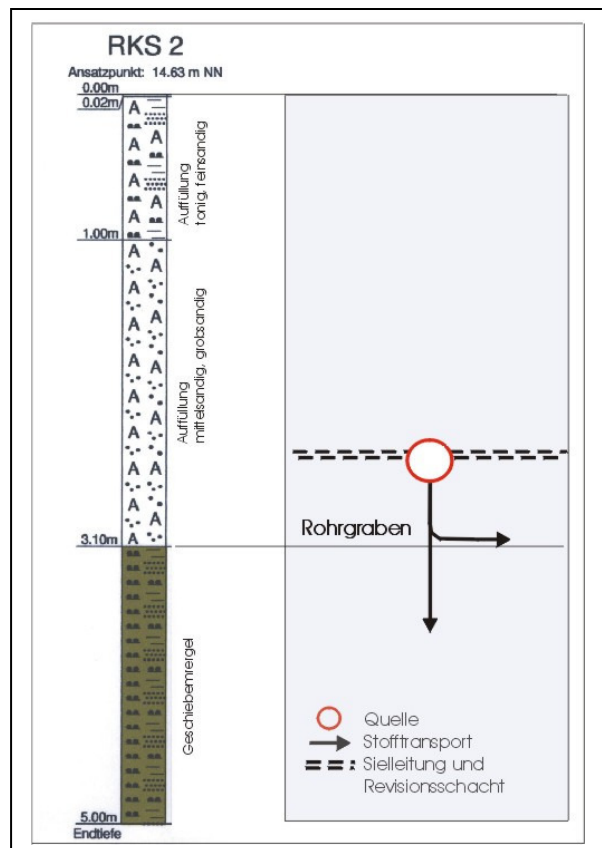 RKS 2
Ansatzpunkt: 14.63 m NN
0.00m
0.02m
A A A A A A A
Auffüllung
tonig, feinsandig
1.00m
A A A A A A A A A A A A A A A A A
Auffüllung
mittelsandig, grobsandig
Rohrgraben
3.10m
Geschiebemergel
Quelle
Stofftransport
Sielleitung und
Revisionsschacht
5.00m
Endtiefe